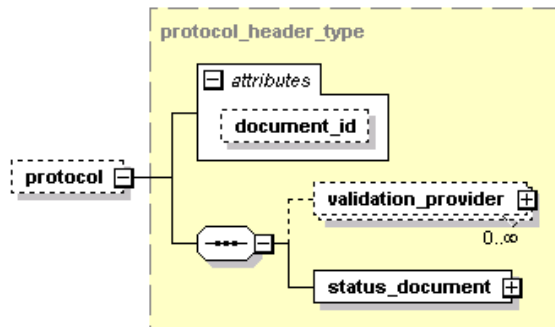 protocol_header_type
attributes
document_id
protocol
validation_provider
0..∞
status_document